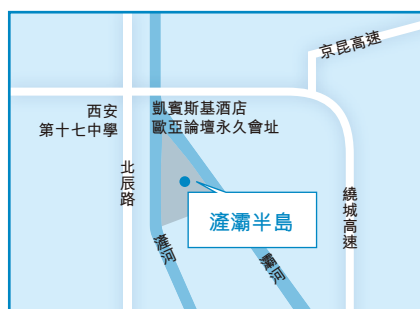 京昆高速
西安
第十七中學
凱賓斯基酒店
歐亞論壇永久會址
北辰路
繞城高速
滻灞半島
滻河
灞河